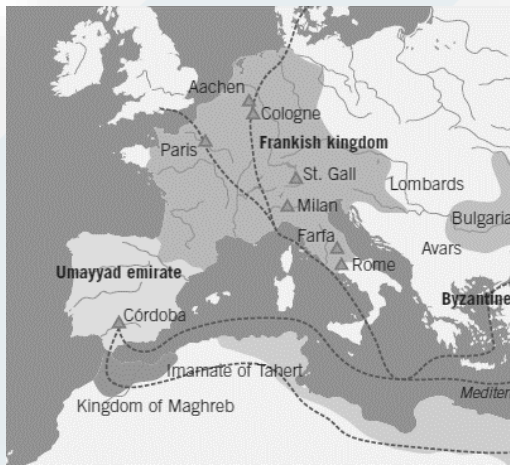 Aachen
Cologne
Paris
Frankish kingdom
St. Gall
Lombards
Milan
Bulgaria
Farfa
Avars
Rome
Umayyad emirate
Byzantine
Córdoba
Imamate of Tahert
Mediter
Kingdom of Maghreb